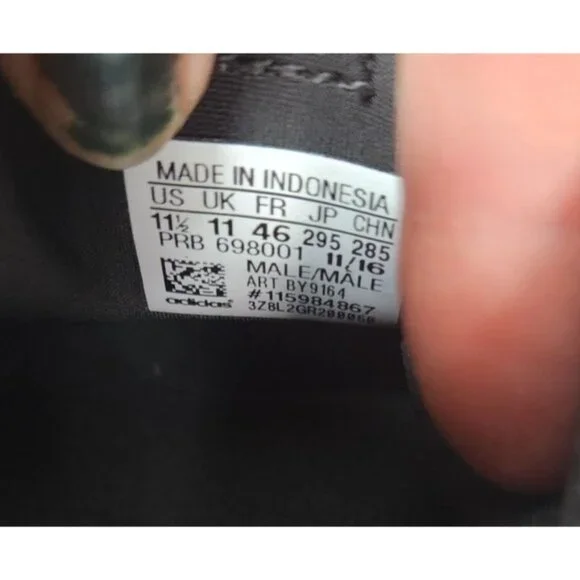 MADE IN INDONESIA
US UK FR JP CHN
11½ 11 46 295 285
PRB 698001 11/16
MALE/MALE
ART BY9164
#115984867
adidas 3Z8L2GR200060